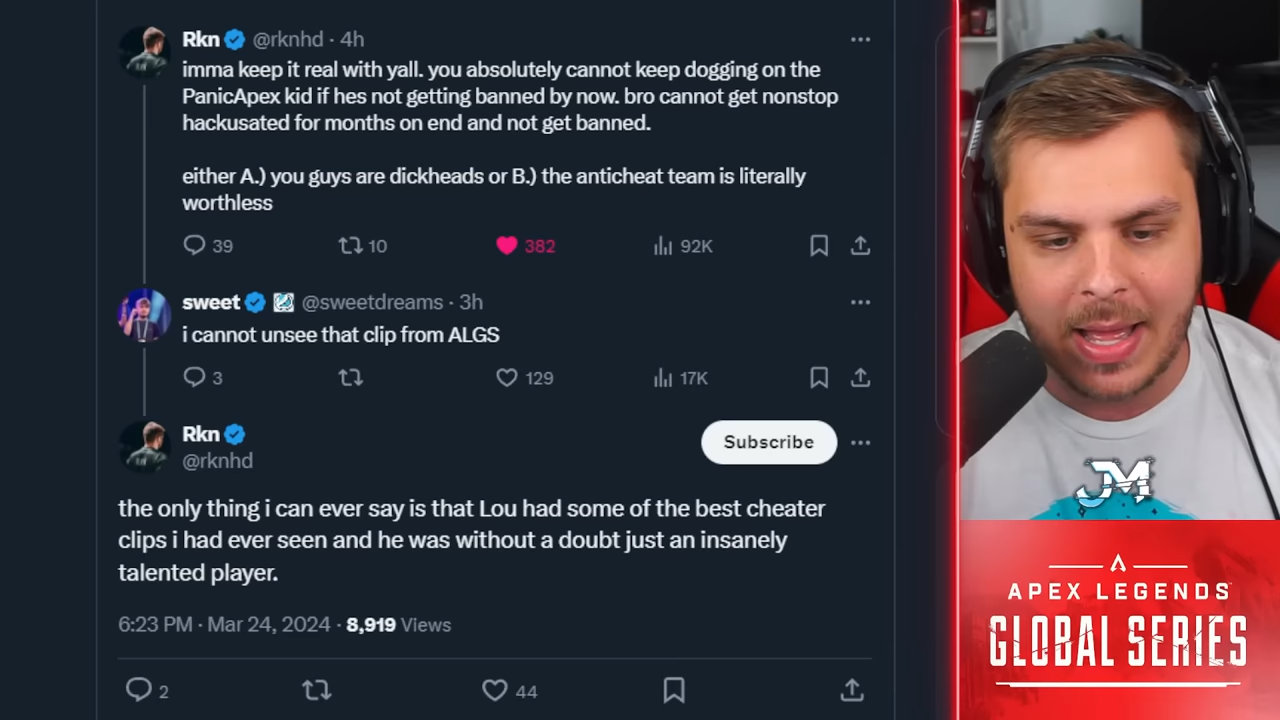 Rkn @rknhd · 4h
imma keep it real with yall. you absolutely cannot keep dogging on the
PanicApex kid if hes not getting banned by now. bro cannot get nonstop
hackusated for months on end and not get banned.
either A.) you guys are dickheads or B.) the anticheat team is literally
worthless
39 10 382 92K
sweet @sweetdreams · 3h
i cannot unsee that clip from ALGS
3 129 17K
Rkn
@rknhd
Subscribe
the only thing i can ever say is that Lou had some of the best cheater
clips i had ever seen and he was without a doubt just an insanely
talented player.
6:23 PM · Mar 24, 2024 · 8,919 Views
2 44
JM
APEX LEGENDS
GLOBAL SERIES